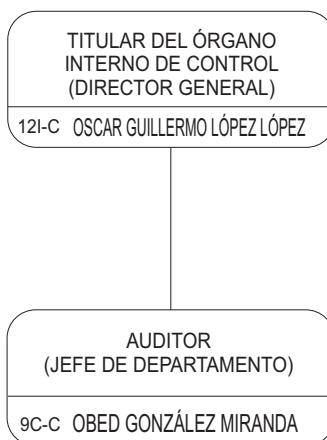 TITULAR DEL ÓRGANO
INTERNO DE CONTROL
(DIRECTOR GENERAL)
12I-C OSCAR GUILLERMO LÓPEZ LÓPEZ
AUDITOR
(JEFE DE DEPARTAMENTO)
9C-C OBED GONZÁLEZ MIRANDA